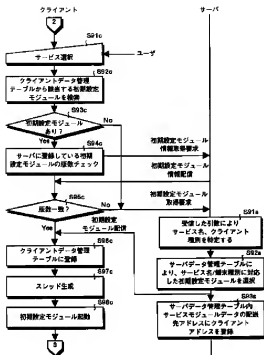 クライアント
サーバ
2
S91c
サービス選択
ユーザ
S92c
クライアントデータ管理
テーブルから該当する初期設定
モジュールを検索
S93c
初期設定モジュール
あり?
No
Yes
初期設定モジュール
情報取得要求
S94c
サーバに登録している初期
設定モジュールの版数チェック
初期設定モジュール
情報配信
初期設定モジュール
取得要求
S95c
版数一致?
No
Yes
初期設定
モジュール配信
S91a
受信した引数により
サービス名、クライアント
種別を特定する
S96c
クライアントデータ管理
テーブルに登録
S92a
サーバデータ管理テーブル
により、サービス名/端末種別に対応
した初期設定モジュールを選択
S97c
スレッド生成
S93a
サーバデータ管理テーブル内
サービスモジュールデータの配送
先アドレスにクライアント
アドレスを登録
S98c
初期設定モジュール起動
3